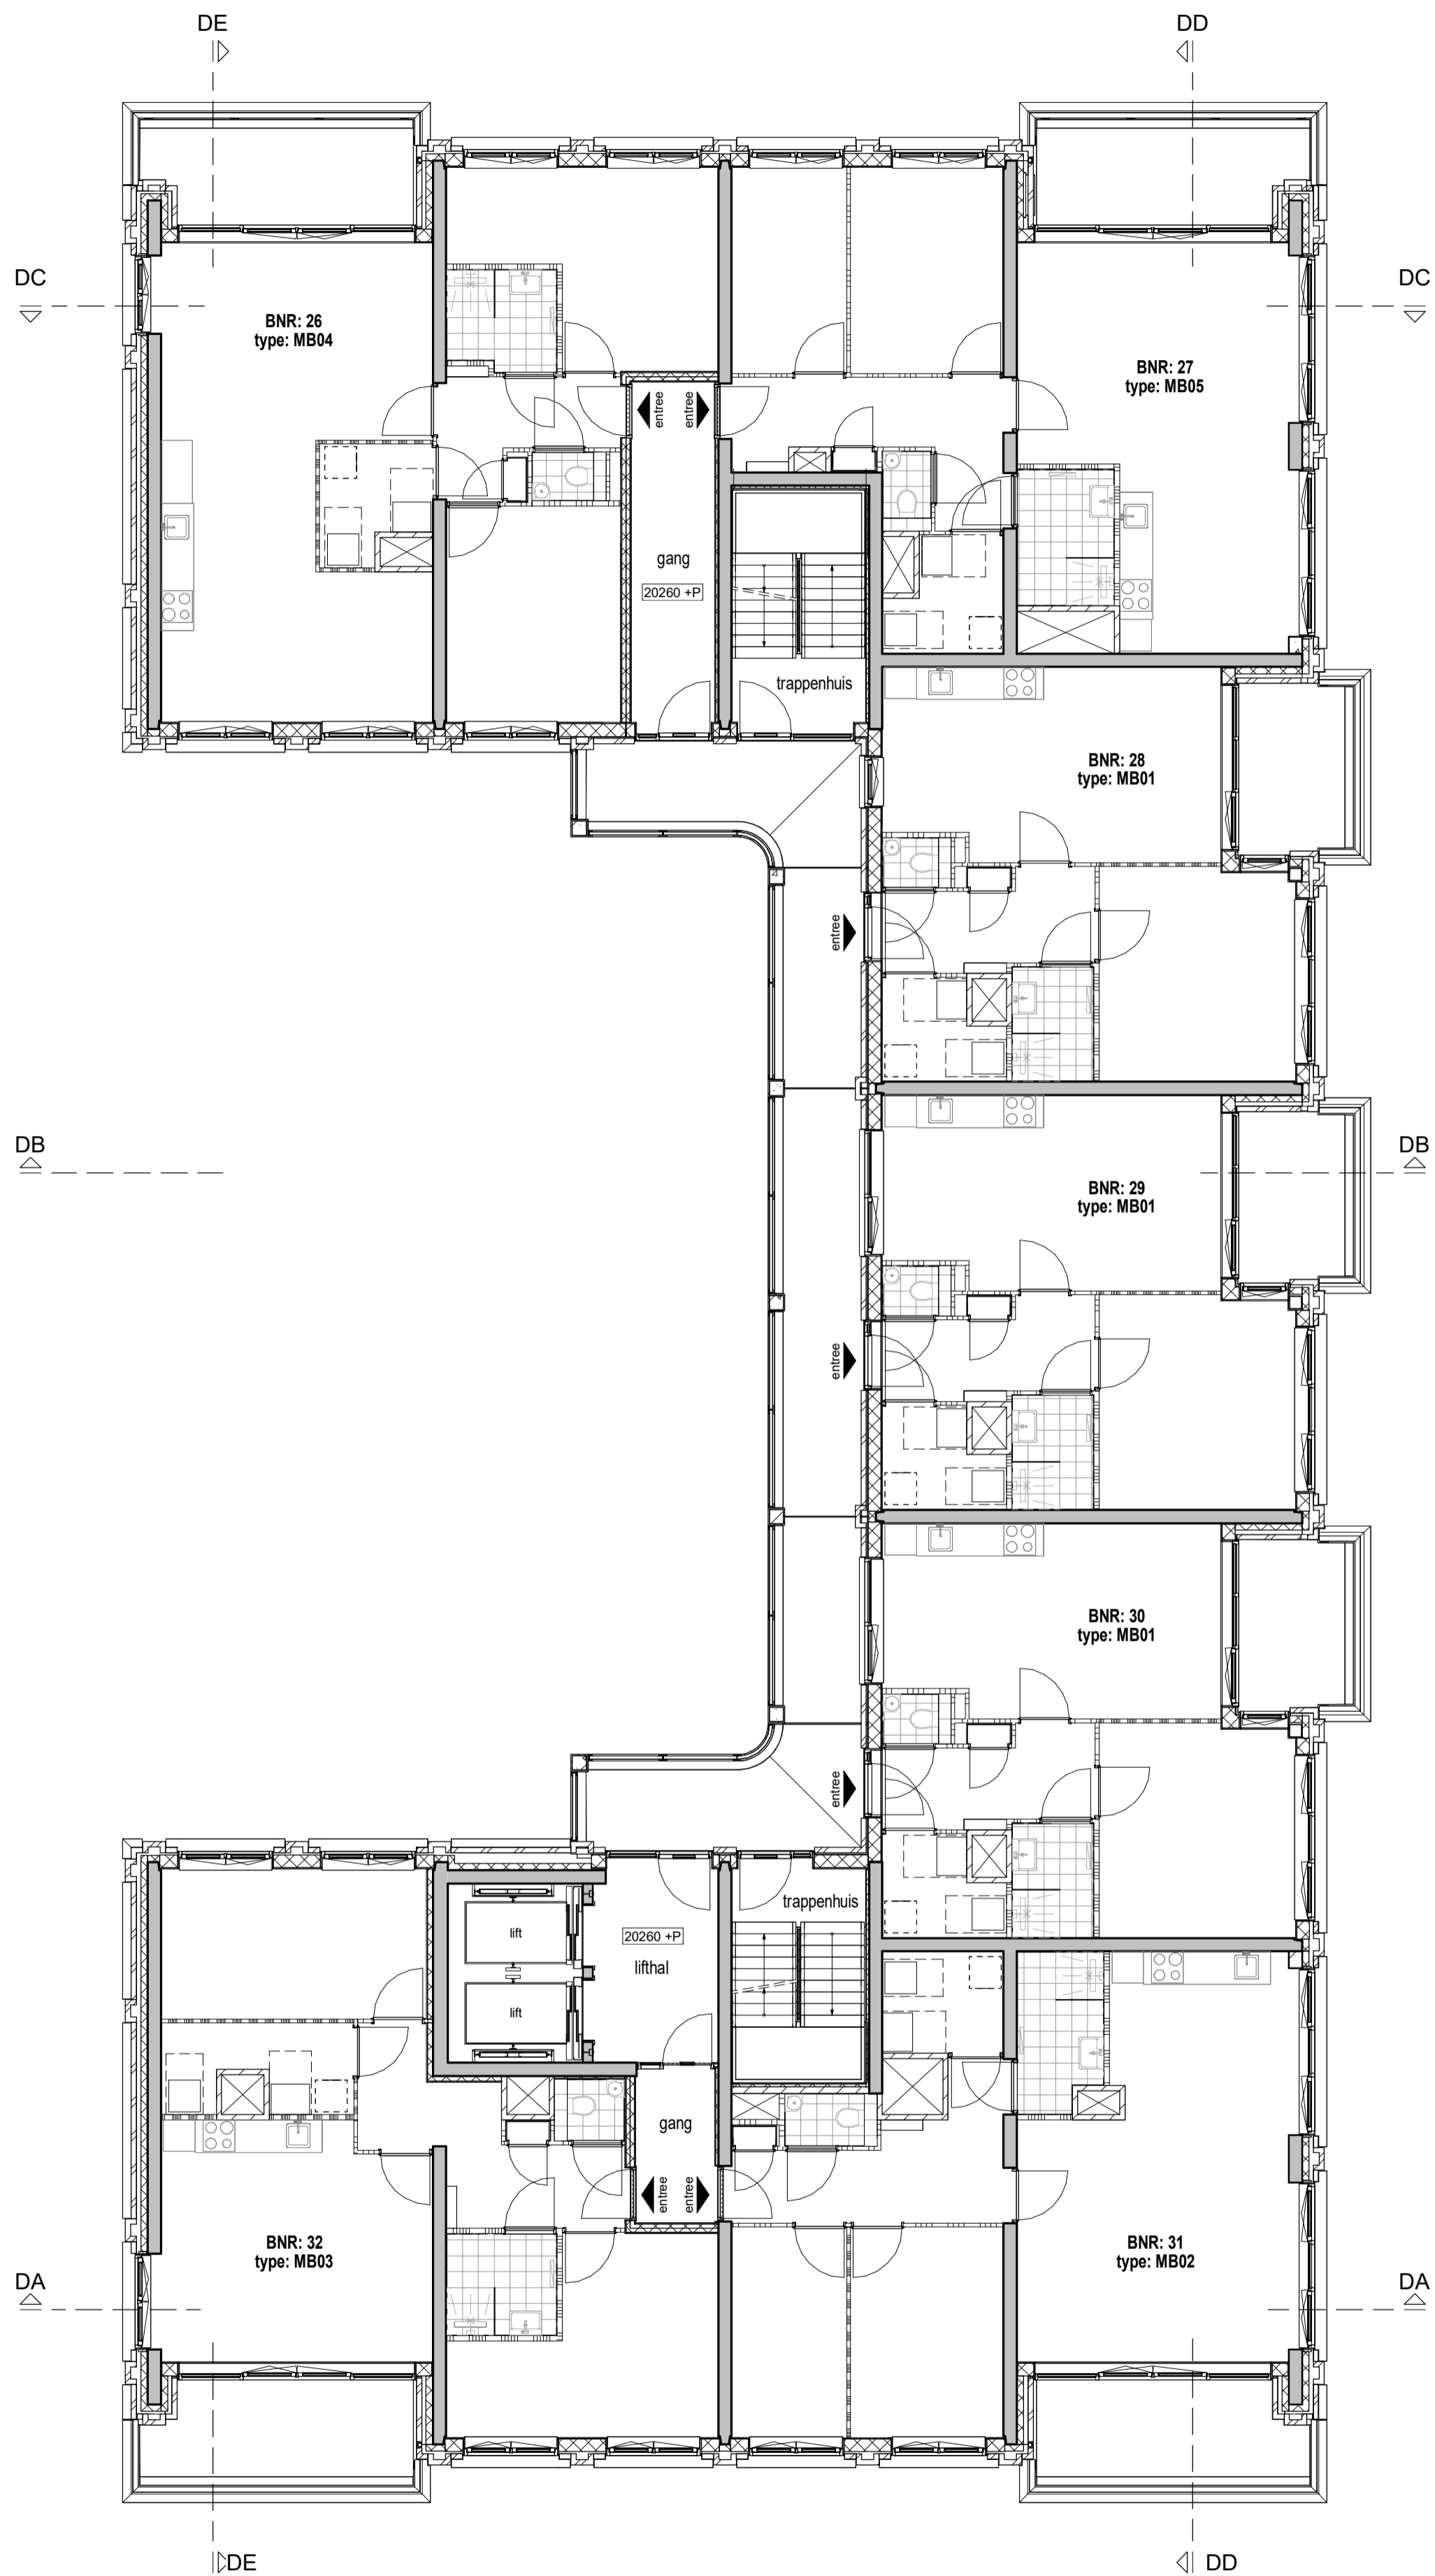 DE
DD
DC
DC
BNR: 26
type: MB04
BNR: 27
type: MB05
entree
entree
gang
20260 +P
trappenhuis
BNR: 28
type: MB01
entree
DB
DB
BNR: 29
type: MB01
entree
BNR: 30
type: MB01
entree
trappenhuis
lift
20260 +P
lifthal
lift
gang
entree
entree
BNR: 32
type: MB03
BNR: 31
type: MB02
DA
DA
DE
DD